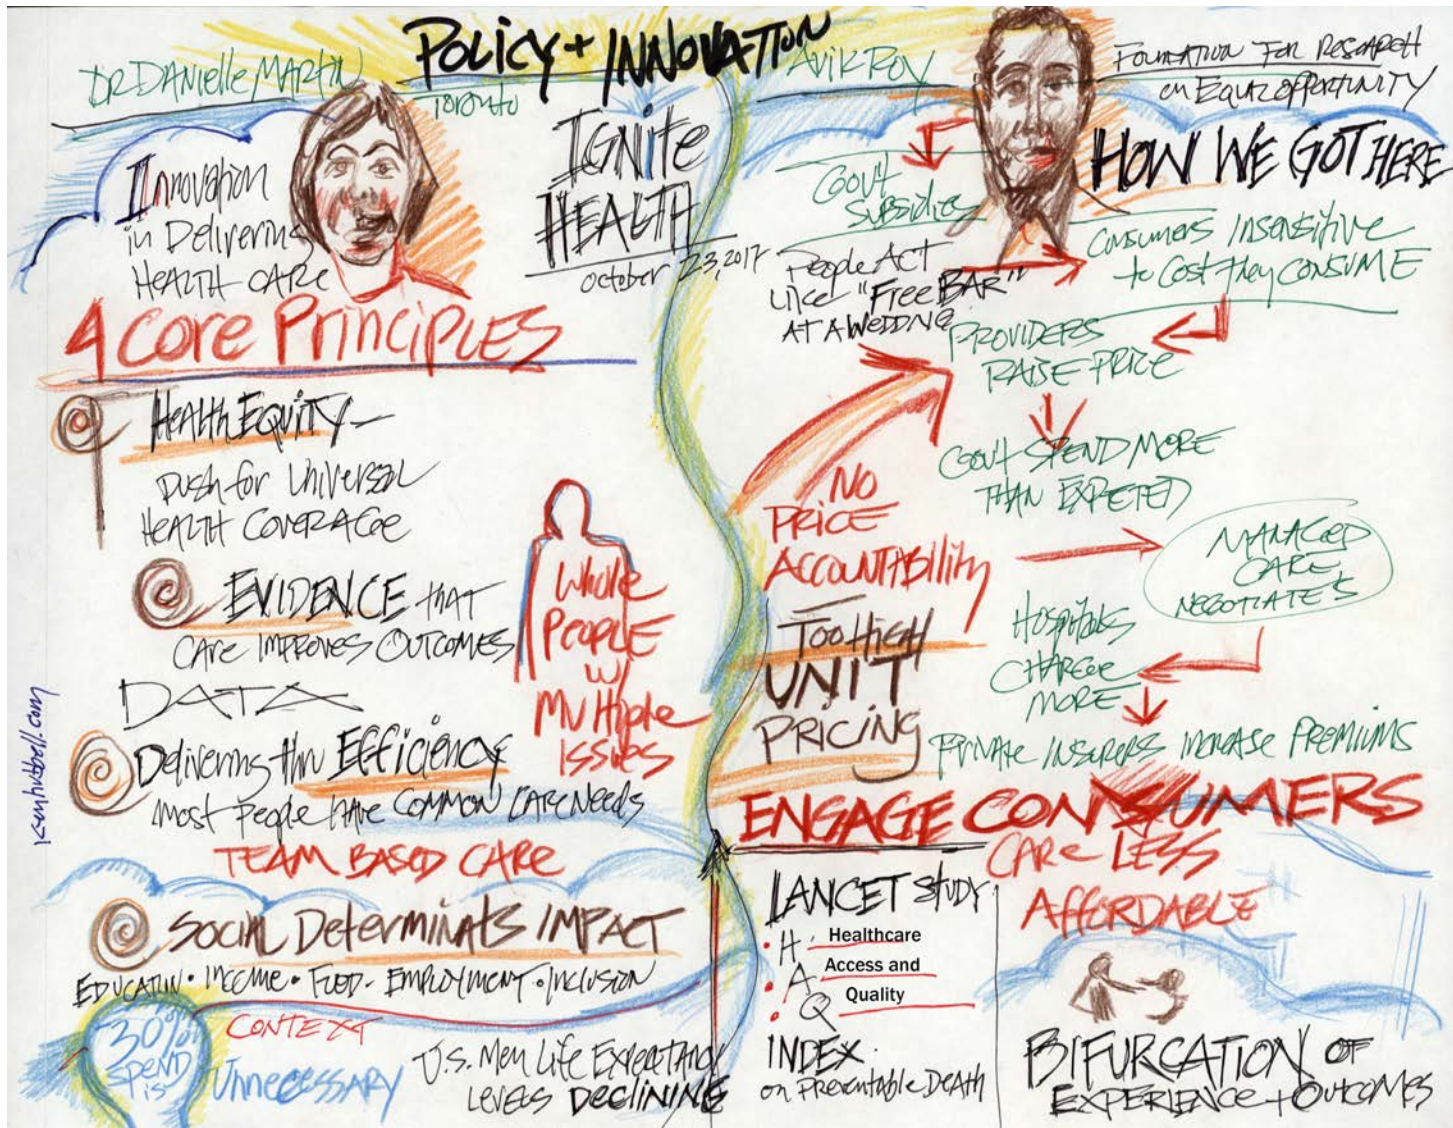 POLICY + INNOVATION
DR DANIELLE MARTIN
Toronto
IGNITE
HEALTH
October 23, 2017
Innovation
in Delivering
HEALTH CARE
4 Core Principles
Health Equity -
Push for Universal
HEALTH COVERAGE
EVIDENCE that
CARE IMPROVES OUTCOMES
DATA
Delivering thru Efficiency
Most People Have COMMON CARE NEEDS
TEAM BASED CARE
Whole
PEOPLE
w/
Multiple
Issues
SOCIAL DeterminAts IMPACT
EDUCATION • Income • Food - EMPLOYMENT • Inclusion
CONTEXT
30% of
SPEND
is
Unnecessary
U.S. Men Life Expectancy
Levels DECLINING
kenhubbell.com
Avik Roy
FOUNDATION FOR RESEARCH
on EQUAL OPPORTUNITY
HOW WE GOT HERE
Gov't
Subsidies
Consumers INSENSITIVE
to Cost they CONSUME
People Act
Like "Free BAR"
AT A WEDDING
PROVIDERS
RAISE PRICE
GOV'T SPEND MORE
THAN EXPETED
NO
PRICE
ACCOUNTABILITY
MANAGED
CARE
NEGOTIATES
Hospitals
CHARGE
MORE
Too High
UNIT
PRICING
Private INSURERS INCREASE PREMIUMS
ENGAGE CONSUMERS
CARE LESS
AFFORDABLE
LANCET STUDY
• H Healthcare
• A Access and
• Q Quality
INDEX
on Preventable Death
BIFURCATION OF
EXPERIENCE + OUTCOMES